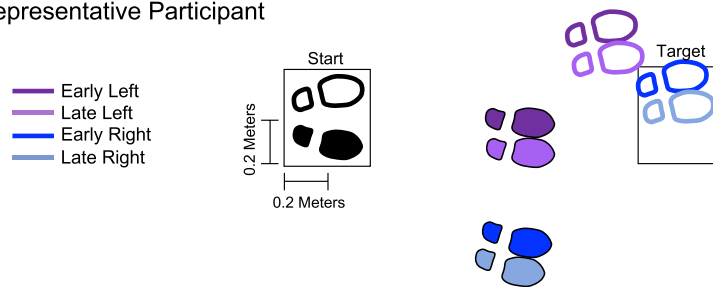 epresentative Participant
Start
Target
Early Left
Late Left
Early Right
Late Right
0.2 Meters
0.2 Meters